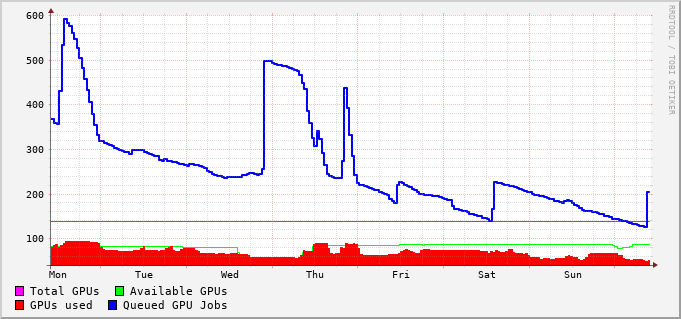 600
500
400
300
200
100
Mon Tue Wed Thu Fri Sat Sun
Total GPUs Available GPUs
GPUs used Queued GPU Jobs
RRDTOOL / TOBI OETIKER